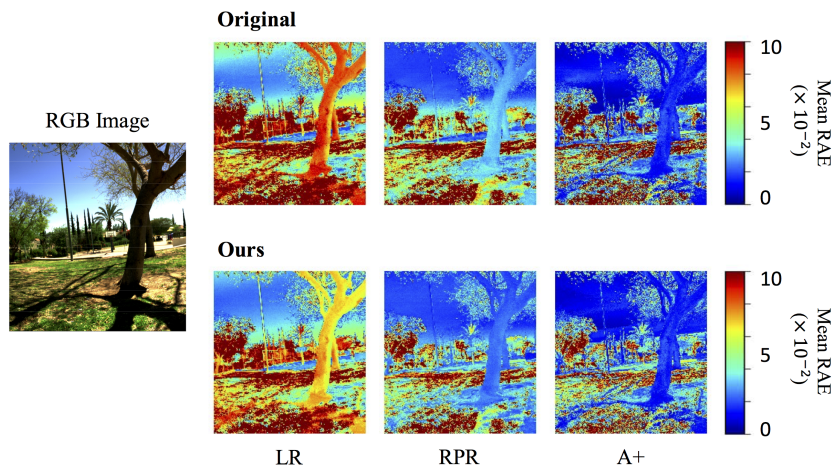 Original
RGB Image
10
5
0
Mean RAE
(× 10⁻²)
Ours
10
5
0
Mean RAE
(× 10⁻²)
LR
RPR
A+